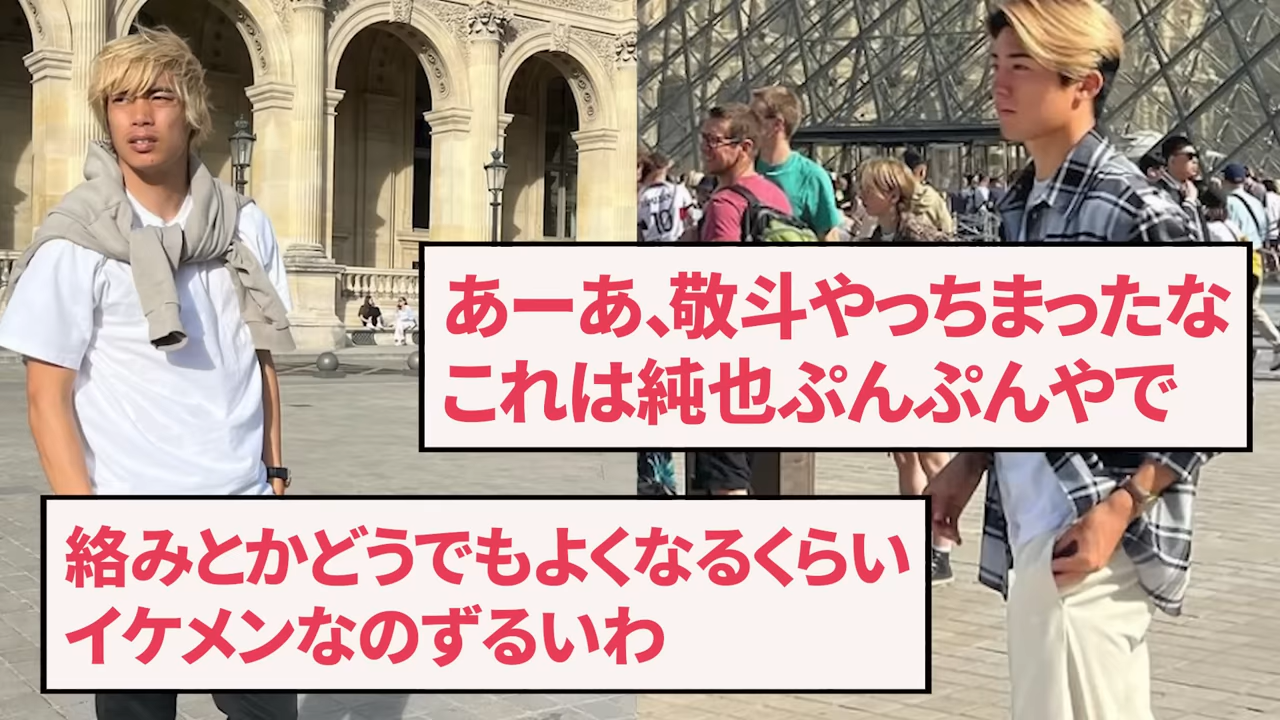 あーあ、敬斗やっちまったな
これは純也ぷんぷんやで
絡みとかどうでもよくなるくらい
イケメンなのずるいわ
10